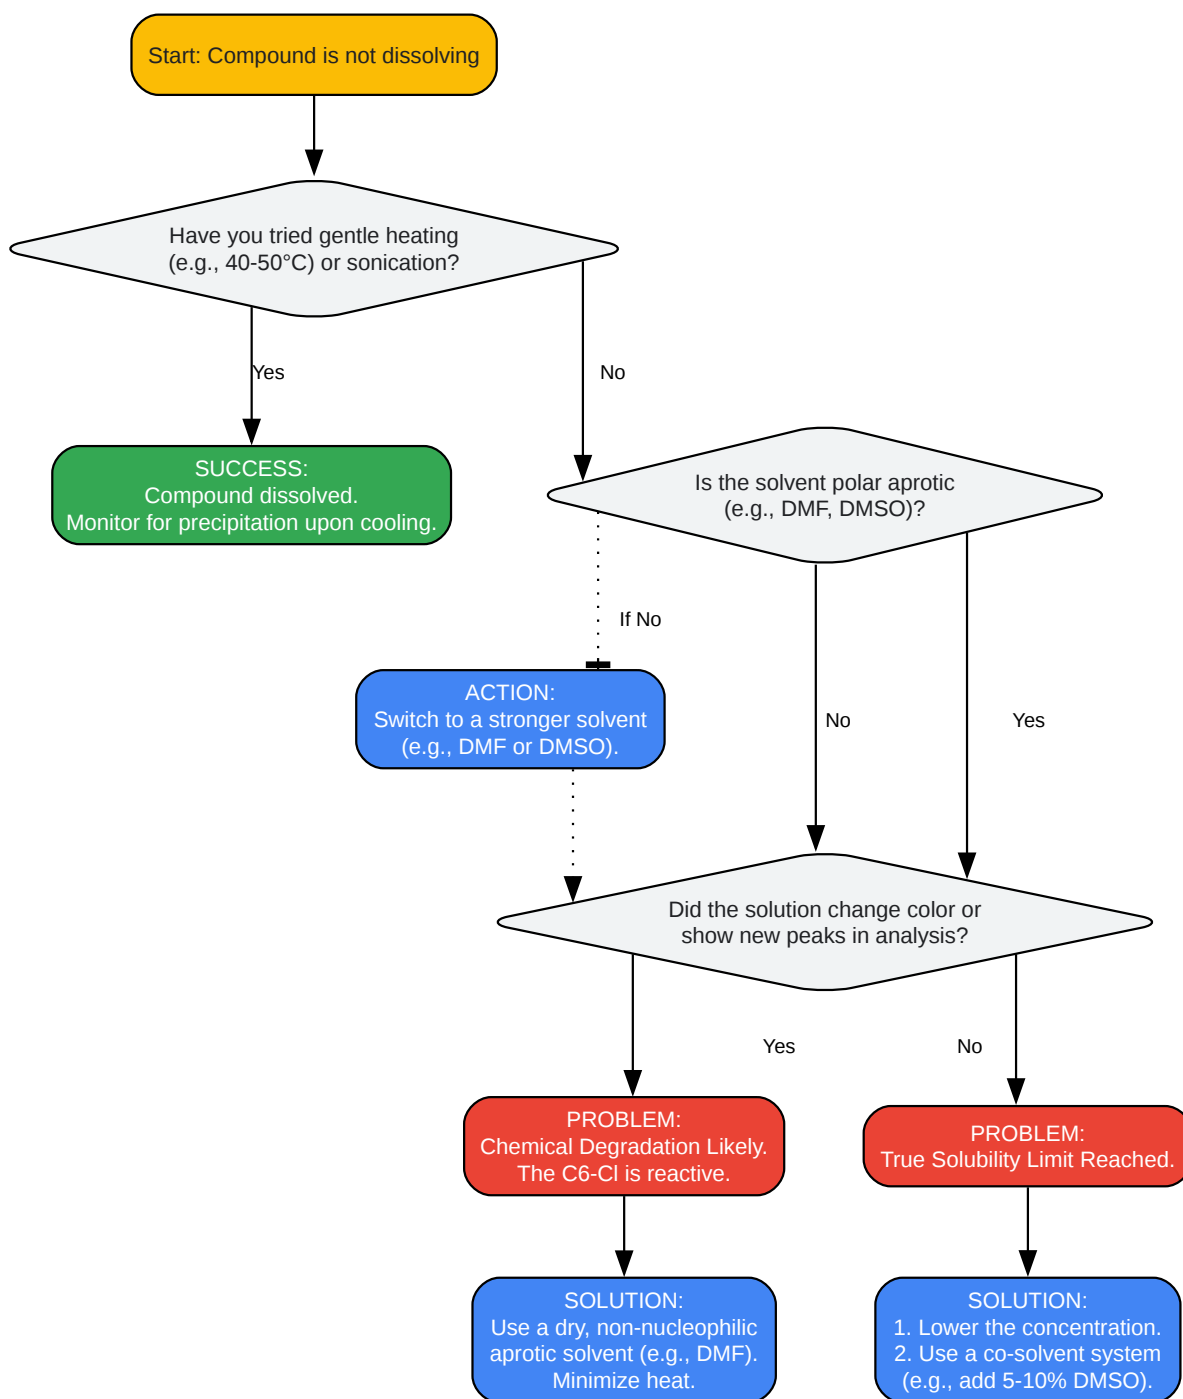 Start: Compound is not dissolving
Have you tried gentle heating
(e.g., 40-50°C) or sonication?
Yes
No
SUCCESS:
Compound dissolved.
Monitor for precipitation upon cooling.
Is the solvent polar aprotic
(e.g., DMF, DMSO)?
If No
ACTION:
Switch to a stronger solvent
(e.g., DMF or DMSO).
No
Yes
Did the solution change color or
show new peaks in analysis?
Yes
No
PROBLEM:
Chemical Degradation Likely.
The C6-Cl is reactive.
PROBLEM:
True Solubility Limit Reached.
SOLUTION:
Use a dry, non-nucleophilic
aprotic solvent (e.g., DMF).
Minimize heat.
SOLUTION:
1. Lower the concentration.
2. Use a co-solvent system
(e.g., add 5-10% DMSO).